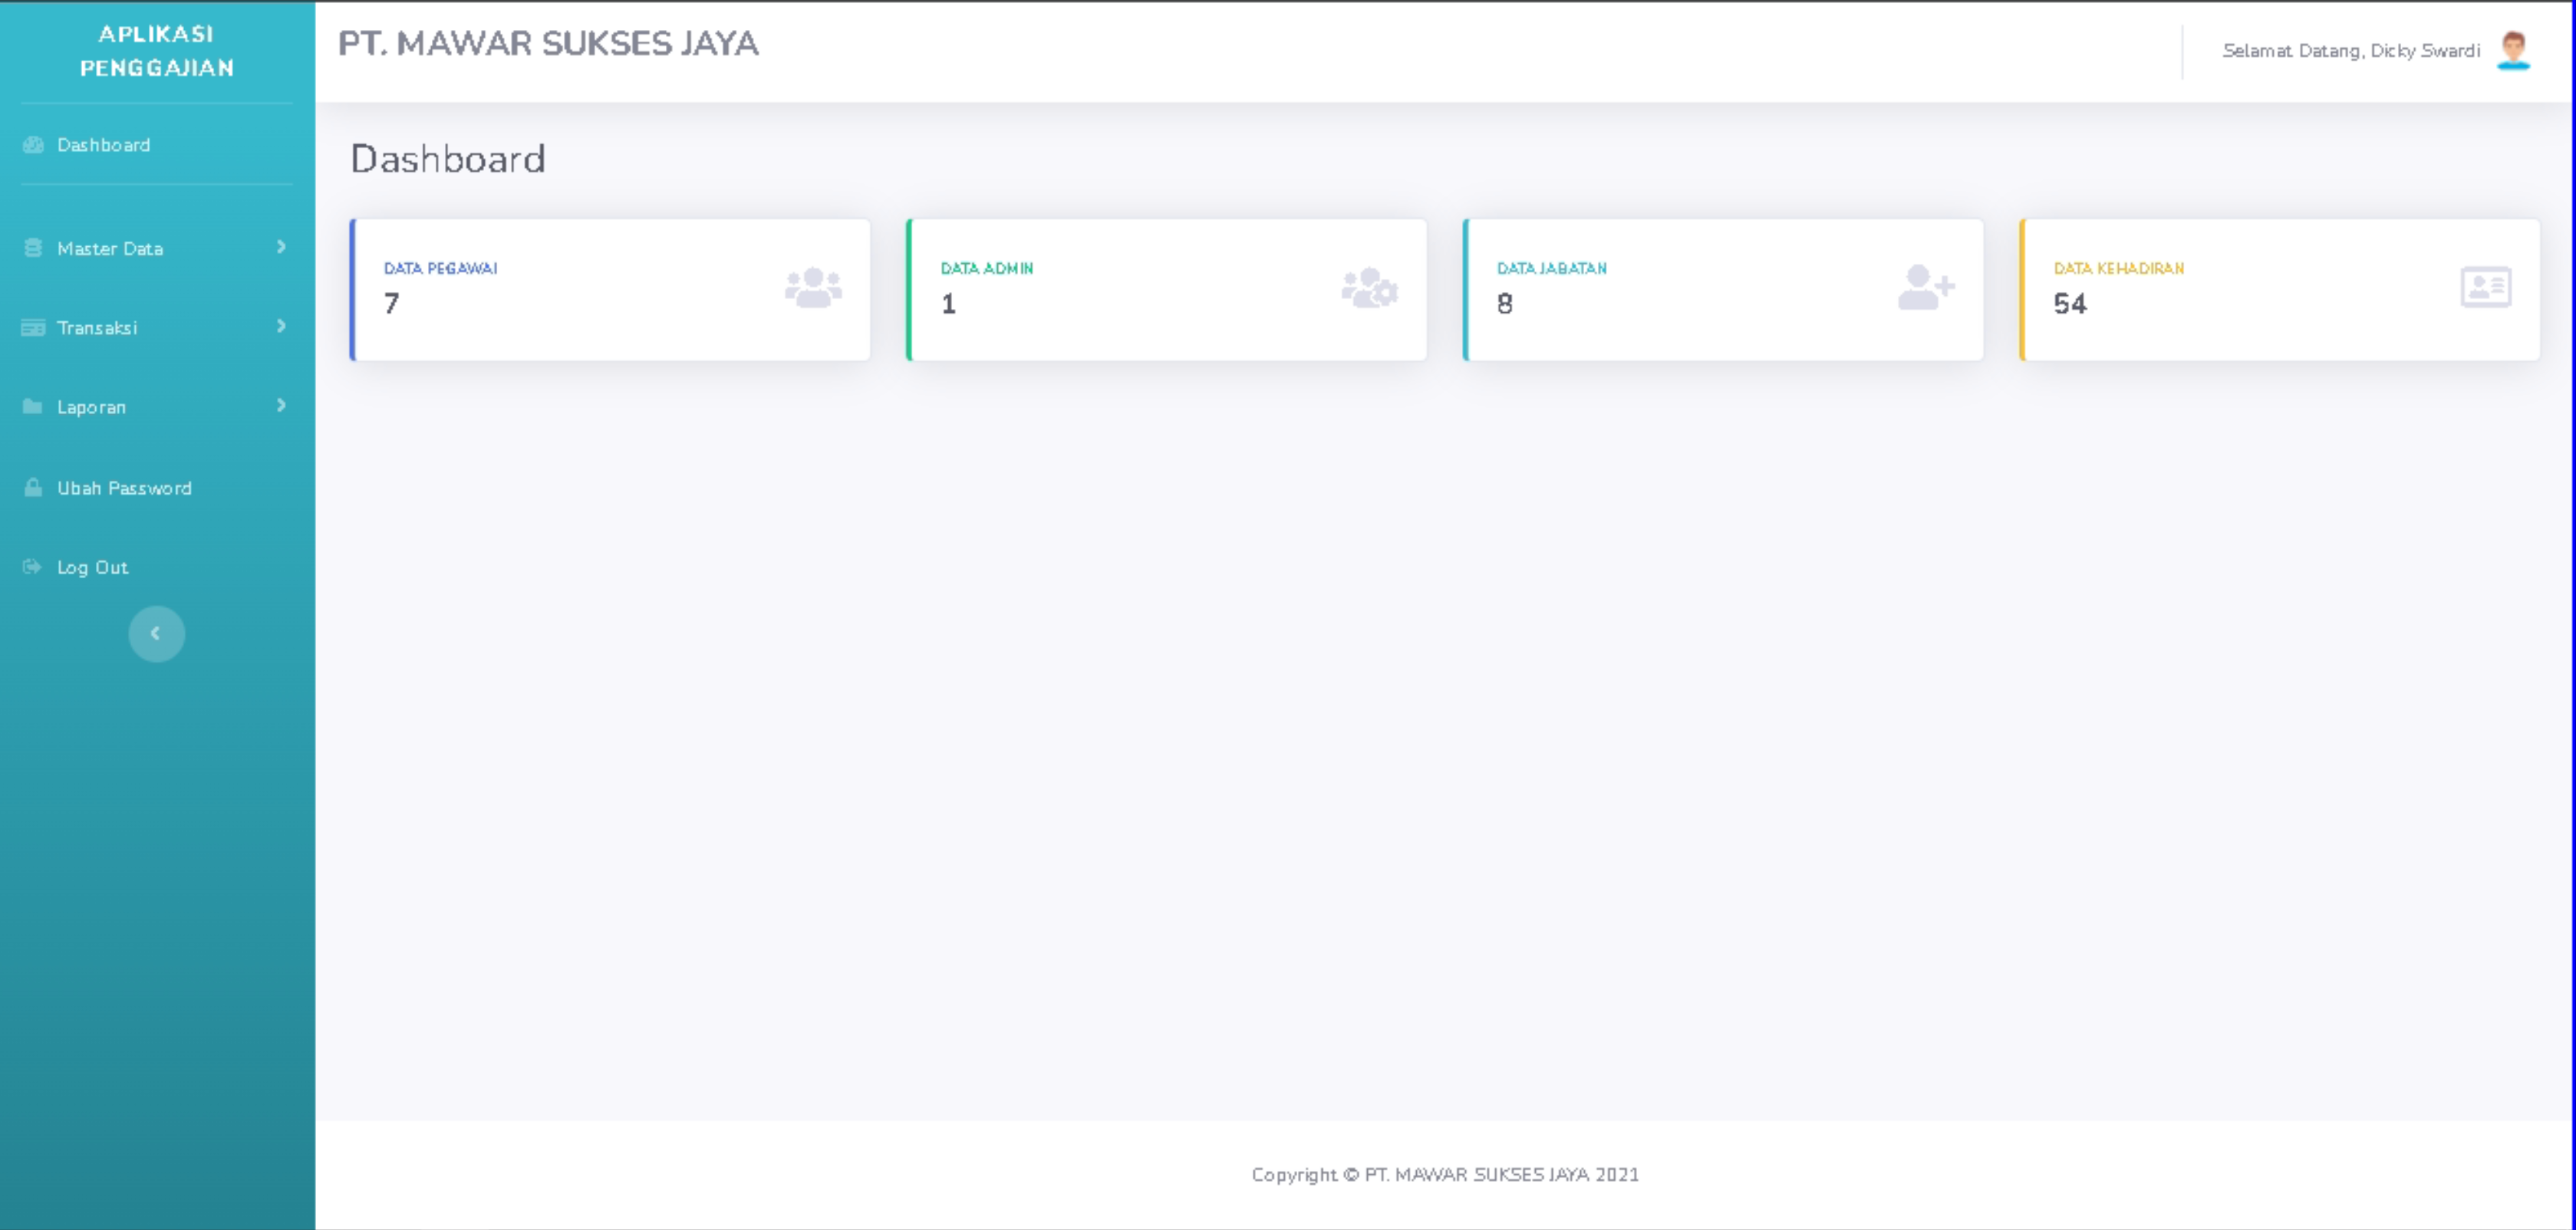 APLIKASI
PENGGAJIAN
Dashboard
Master Data
Transaksi
Laporan
Ubah Password
Log Out
PT. MAWAR SUKSES JAYA
Selamat Datang, Dicky Swardi
Dashboard
DATA PEGAWAI
7
DATA ADMIN
1
DATA JABATAN
8
DATA KEHADIRAN
54
Copyright © PT. MAWAR SUKSES JAYA 2021